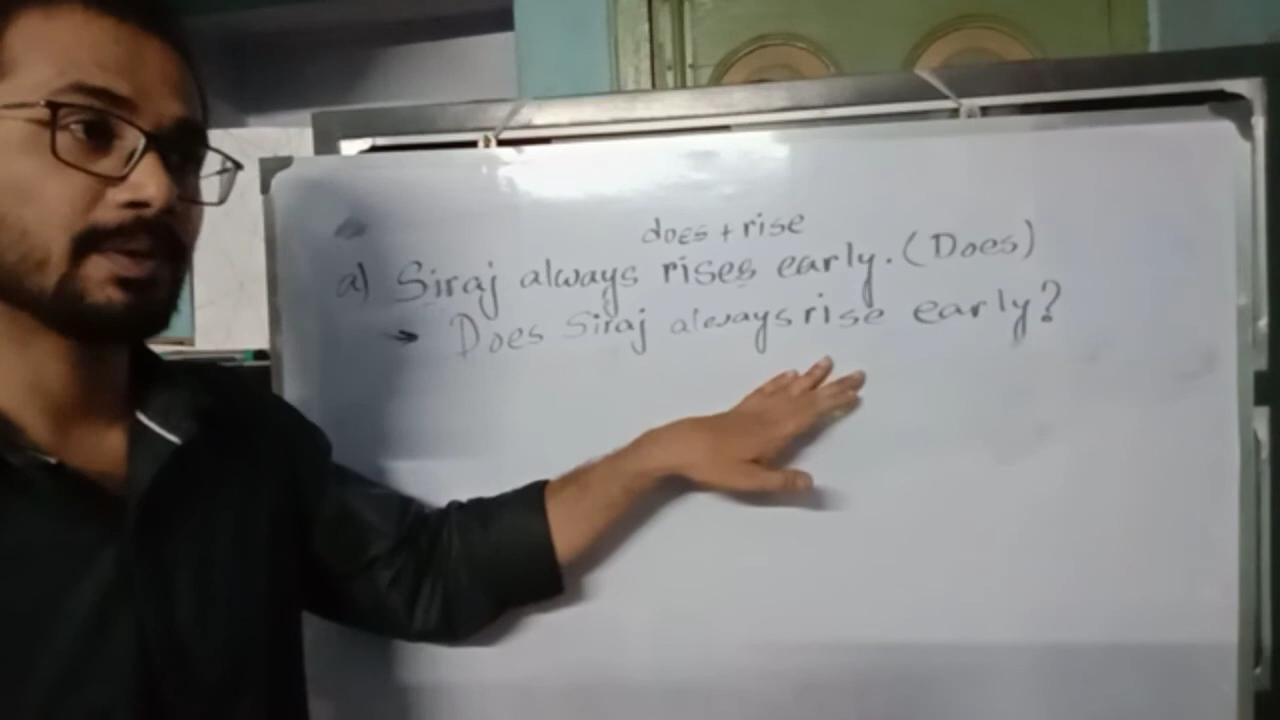 does + rise
a) Siraj always rises early. (Does)
→ Does Siraj always rise early?